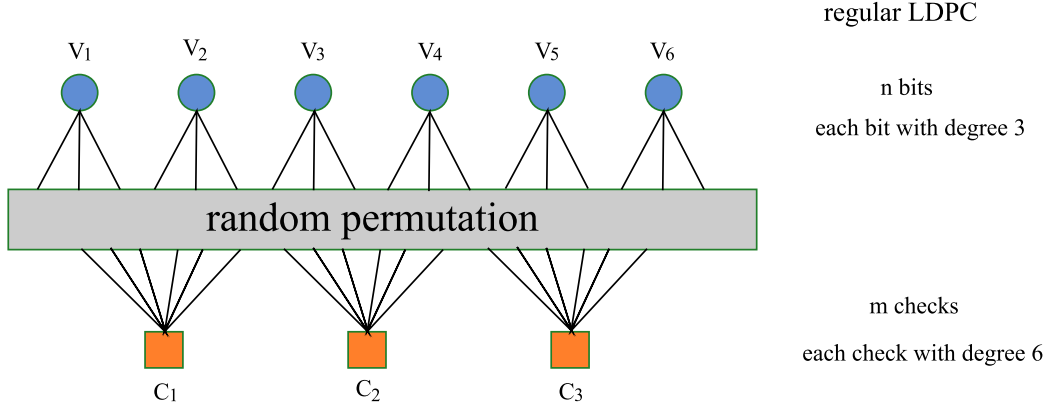 regular LDPC
V1 V2 V3 V4 V5 V6
n bits
each bit with degree 3
random permutation
m checks
each check with degree 6
C1 C2 C3